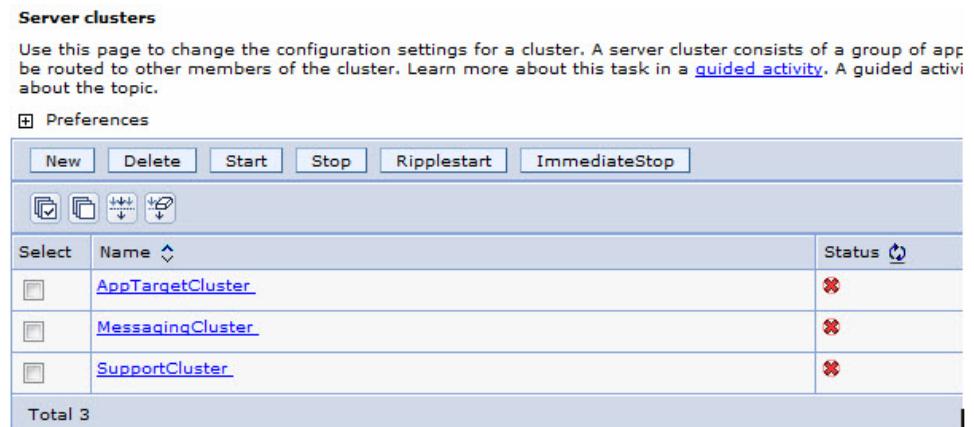 Server clusters
Use this page to change the configuration settings for a cluster. A server cluster consists of a group of app
be routed to other members of the cluster. Learn more about this task in a guided activity. A guided activi
about the topic.
Preferences
New Delete Start Stop Ripplestart ImmediateStop
Select Name Status
AppTargetCluster
MessagingCluster
SupportCluster
Total 3